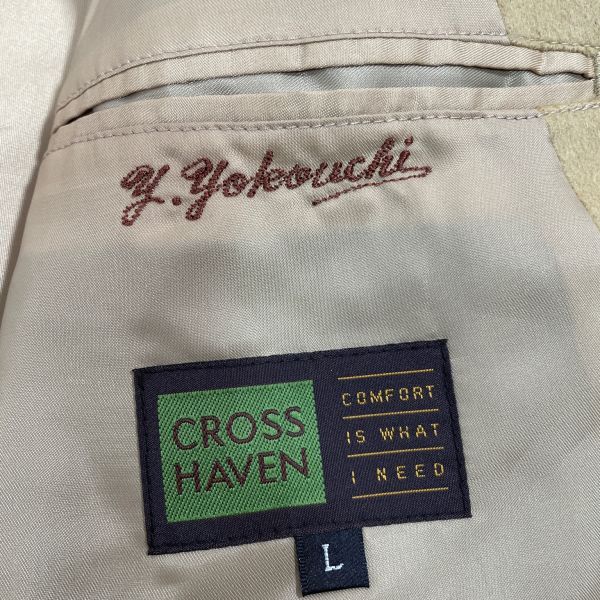 Y. Yokouchi
CROSS
HAVEN
COMFORT
IS WHAT
I NEED
L